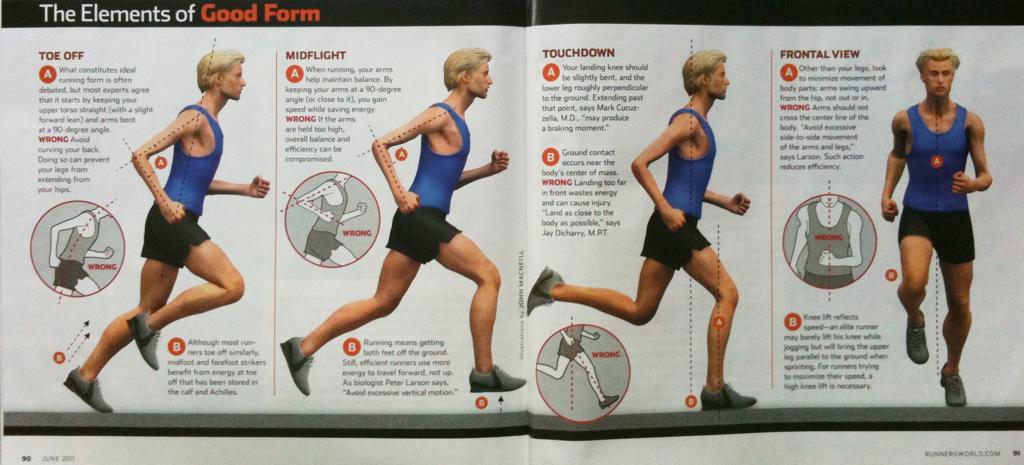 The Elements of Good Form
TOE OFF
A What constitutes ideal
running form is often
debated, but most experts agree
that it starts by keeping your
upper torso straight (with a slight
forward lean) and arms bent
at a 90-degree angle.
WRONG Avoid
curving your back.
Doing so can prevent
your legs from
extending from
your hips.
A
WRONG
B
B Although most run-
ners toe off similarly,
midfoot and forefoot strikers
benefit from energy at toe
off that has been stored in
the calf and Achilles.
MIDFLIGHT
A When running, your arms
help maintain balance. By
keeping your arms at a 90-degree
angle (or close to it), you gain
speed while saving energy
WRONG If the arms
are held too high,
overall balance and
efficiency can be
compromised.
A
WRONG
B Running means getting
both feet off the ground.
Still, efficient runners use more
energy to travel forward, not up.
As biologist Peter Larson says,
"Avoid excessive vertical motion."
B
Illustrations by JOHN MACNEILL
TOUCHDOWN
A Your landing knee should
be slightly bent, and the
lower leg roughly perpendicular
to the ground. Extending past
that point, says Mark Cucuz-
zella, M.D., "may produce
a braking moment."
B Ground contact
occurs near the
body's center of mass.
WRONG Landing too far
in front wastes energy
and can cause injury.
"Land as close to the
body as possible," says
Jay Dicharry, M.P.T.
WRONG
A
B
FRONTAL VIEW
A Other than your legs, look
to minimize movement of
body parts: arms swing upward
from the hip, not out or in.
WRONG Arms should not
cross the center line of the
body. "Avoid excessive
side-to-side movement
of the arms and legs,"
says Larson. Such action
reduces efficiency.
A
WRONG
B
B Knee lift reflects
speed—an elite runner
may barely lift his knee while
jogging but will bring the upper
leg parallel to the ground when
sprinting. For runners trying
to maximize their speed, a
high knee lift is necessary.
90 JUNE 2011
RUNNERSWORLD.COM 91